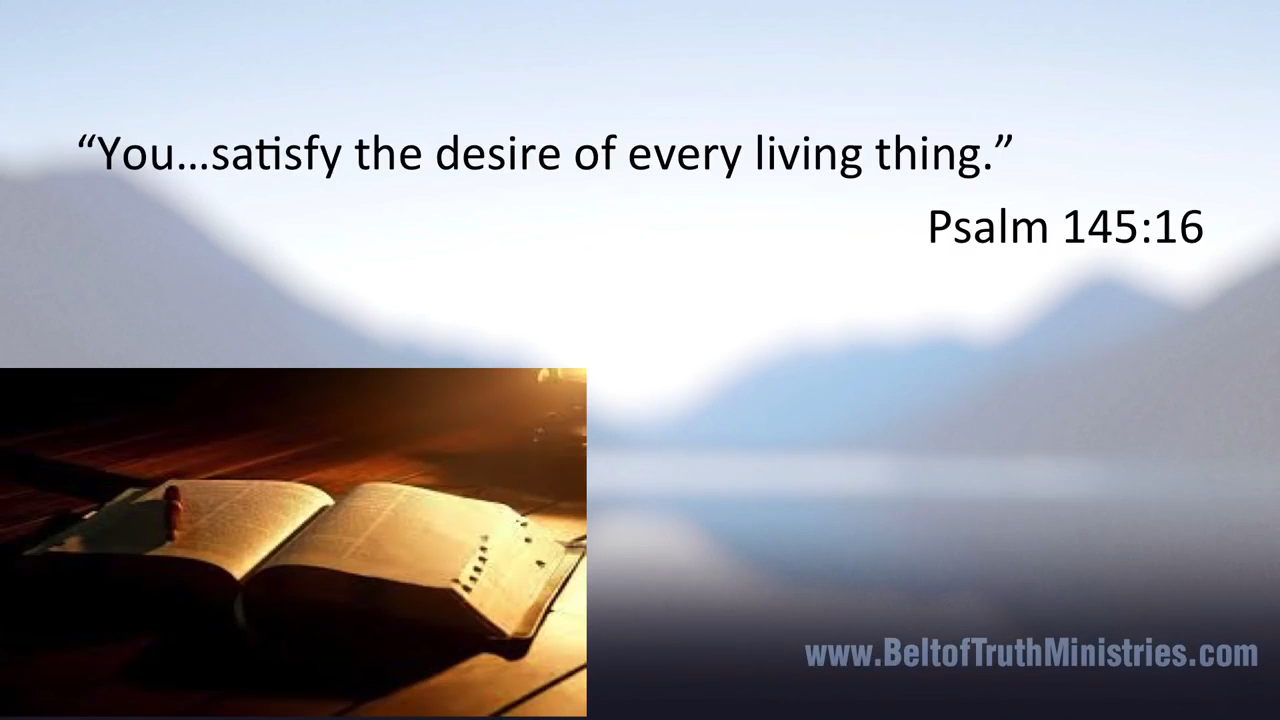 “You…satisfy the desire of every living thing.”
Psalm 145:16
www.BeltofTruthMinistries.com